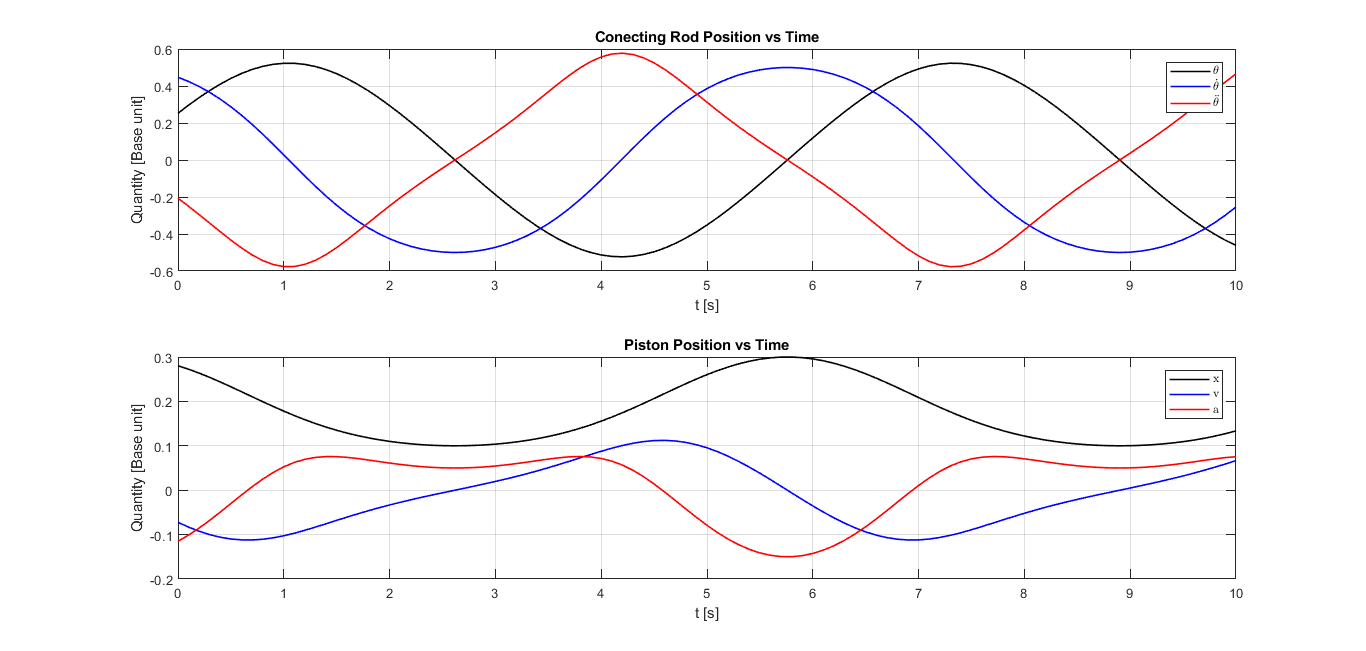 Conecting Rod Position vs Time
Quantity [Base unit]
0.6
0.4
0.2
0
-0.2
-0.4
-0.6
θ
θ̇
θ̈
0 1 2 3 4 5 6 7 8 9 10
t [s]
Piston Position vs Time
Quantity [Base unit]
0.3
0.2
0.1
0
-0.1
-0.2
x
v
a
0 1 2 3 4 5 6 7 8 9 10
t [s]